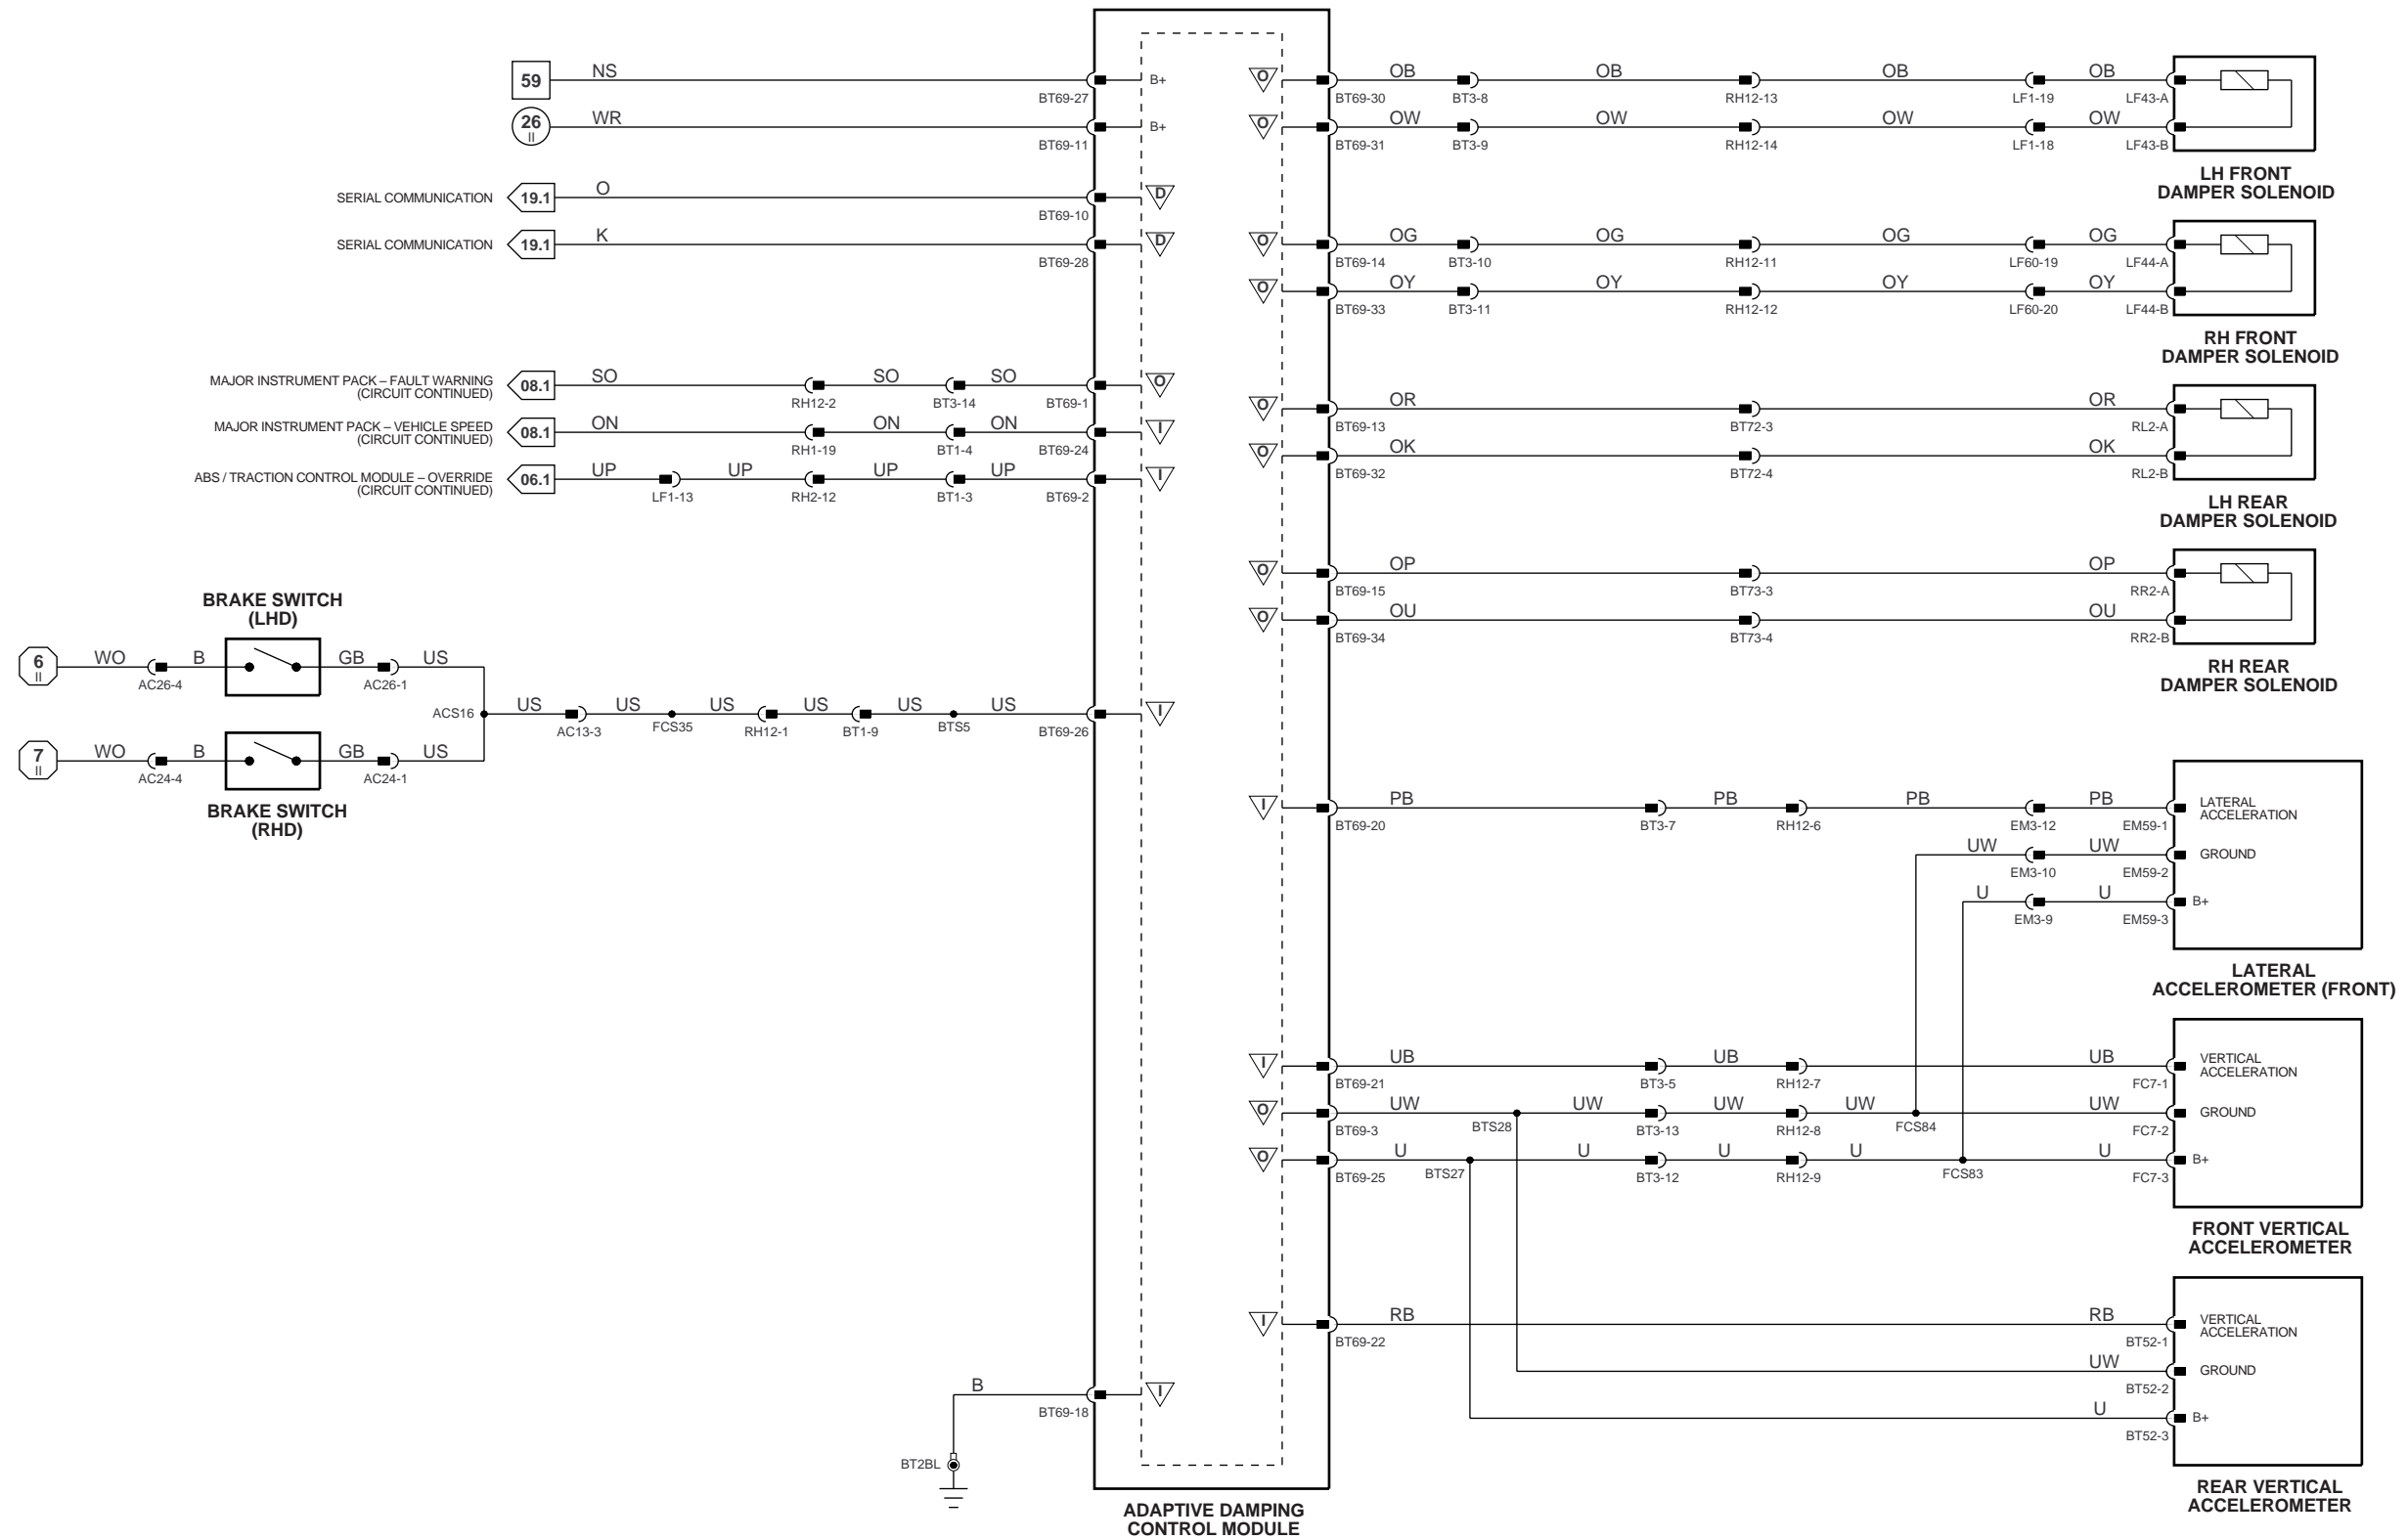 59 NS BT69-27 B+
26 II WR BT69-11 B+
SERIAL COMMUNICATION 19.1 O BT69-10 D
SERIAL COMMUNICATION 19.1 K BT69-28 D
MAJOR INSTRUMENT PACK – FAULT WARNING
(CIRCUIT CONTINUED)
08.1 SO RH12-2 SO BT3-14 SO BT69-1 O
MAJOR INSTRUMENT PACK – VEHICLE SPEED
(CIRCUIT CONTINUED)
08.1 ON RH1-19 ON BT1-4 ON BT69-24 I
ABS / TRACTION CONTROL MODULE – OVERRIDE
(CIRCUIT CONTINUED)
06.1 UP LF1-13 UP RH2-12 UP BT1-3 UP BT69-2 I
BRAKE SWITCH
(LHD)
6 II WO AC26-4 B GB AC26-1 US
ACS16 US AC13-3 US FCS35 US RH12-1 US BT1-9 US BTS5 US BT69-26 I
7 II WO AC24-4 B GB AC24-1 US
BRAKE SWITCH
(RHD)
B BT69-18 I
BT2BL
ADAPTIVE DAMPING
CONTROL MODULE
O BT69-30 OB BT3-8 OB RH12-13 OB LF1-19 OB LF43-A
O BT69-31 OW BT3-9 OW RH12-14 OW LF1-18 OW LF43-B
LH FRONT
DAMPER SOLENOID
O BT69-14 OG BT3-10 OG RH12-11 OG LF60-19 OG LF44-A
O BT69-33 OY BT3-11 OY RH12-12 OY LF60-20 OY LF44-B
RH FRONT
DAMPER SOLENOID
O BT69-13 OR BT72-3 OR RL2-A
O BT69-32 OK BT72-4 OK RL2-B
LH REAR
DAMPER SOLENOID
O BT69-15 OP BT73-3 OP RR2-A
O BT69-34 OU BT73-4 OU RR2-B
RH REAR
DAMPER SOLENOID
I BT69-20 PB BT3-7 PB RH12-6 PB EM3-12 PB EM59-1
LATERAL
ACCELERATION
UW EM3-10 UW EM59-2 GROUND
U EM3-9 U EM59-3 B+
LATERAL
ACCELEROMETER (FRONT)
I BT69-21 UB BT3-5 UB RH12-7 UB FC7-1
VERTICAL
ACCELERATION
O BT69-3 UW BTS28 UW BT3-13 UW RH12-8 UW FCS84 UW FC7-2 GROUND
O BT69-25 U BTS27 U BT3-12 U RH12-9 U FCS83 U FC7-3 B+
FRONT VERTICAL
ACCELEROMETER
I BT69-22 RB RB BT52-1
VERTICAL
ACCELERATION
UW BT52-2 GROUND
U BT52-3 B+
REAR VERTICAL
ACCELEROMETER